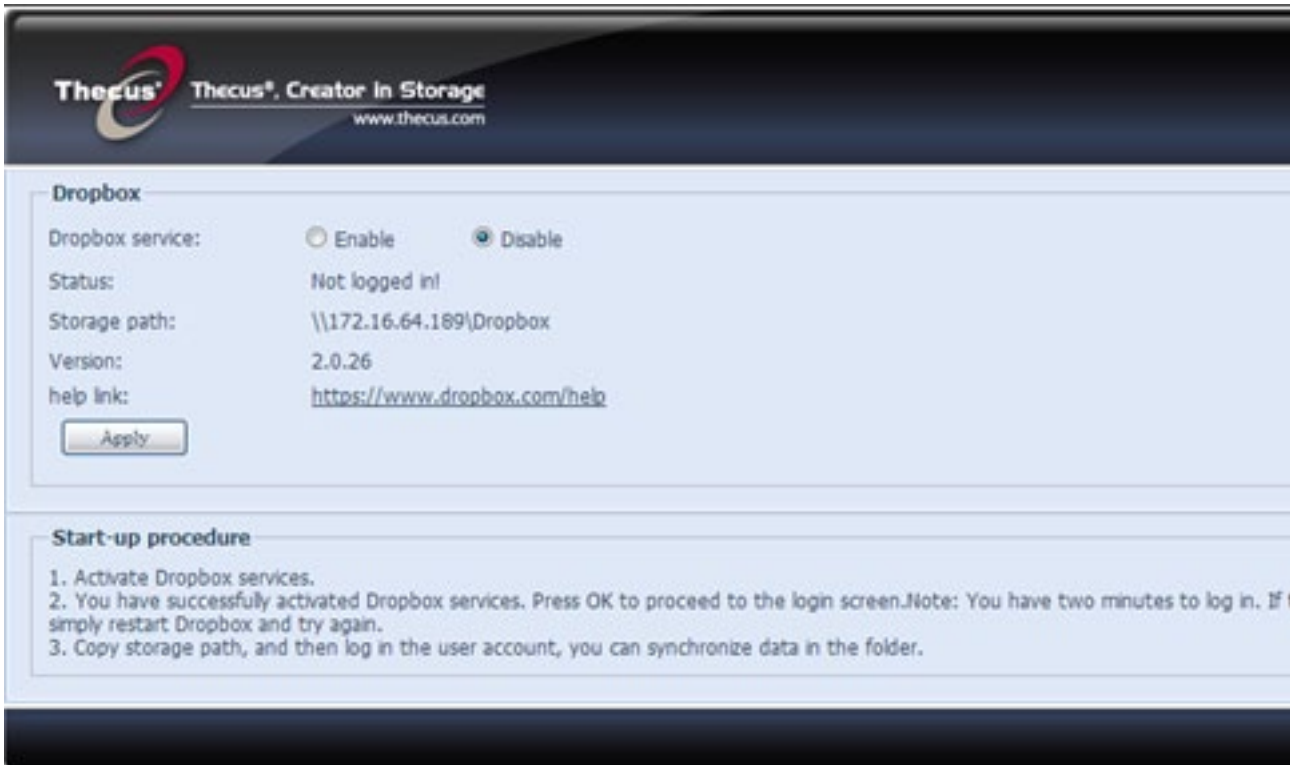 Thecus® Thecus®, Creator in Storage
www.thecus.com
Dropbox
Dropbox service: Enable Disable
Status: Not logged in!
Storage path: \\172.16.64.189\Dropbox
Version: 2.0.26
help link: https://www.dropbox.com/help
Apply
Start-up procedure
1. Activate Dropbox services.
2. You have successfully activated Dropbox services. Press OK to proceed to the login screen.Note: You have two minutes to log in. If
simply restart Dropbox and try again.
3. Copy storage path, and then log in the user account, you can synchronize data in the folder.